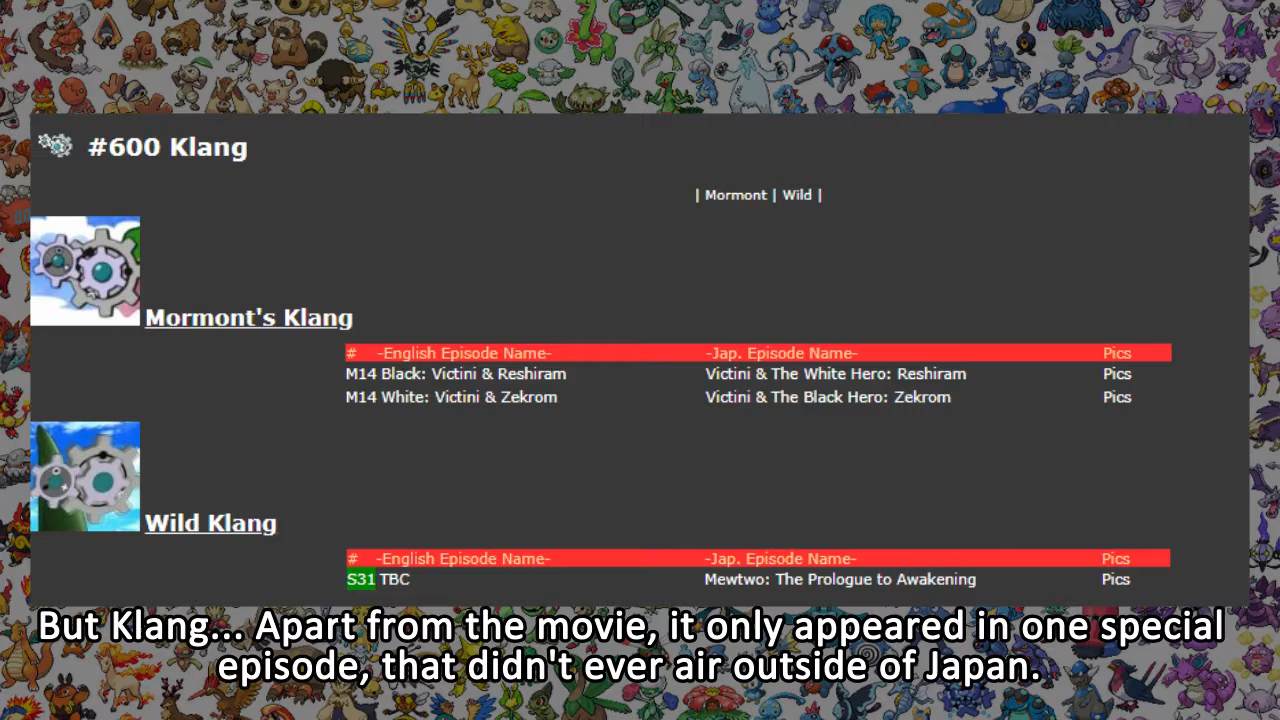 #600 Klang
| Mormont | Wild |
Mormont's Klang
# -English Episode Name- -Jap. Episode Name- Pics
M14 Black: Victini & Reshiram Victini & The White Hero: Reshiram Pics
M14 White: Victini & Zekrom Victini & The Black Hero: Zekrom Pics
Wild Klang
# -English Episode Name- -Jap. Episode Name- Pics
S31 TBC Mewtwo: The Prologue to Awakening Pics
But Klang... Apart from the movie, it only appeared in one special
episode, that didn't ever air outside of Japan.